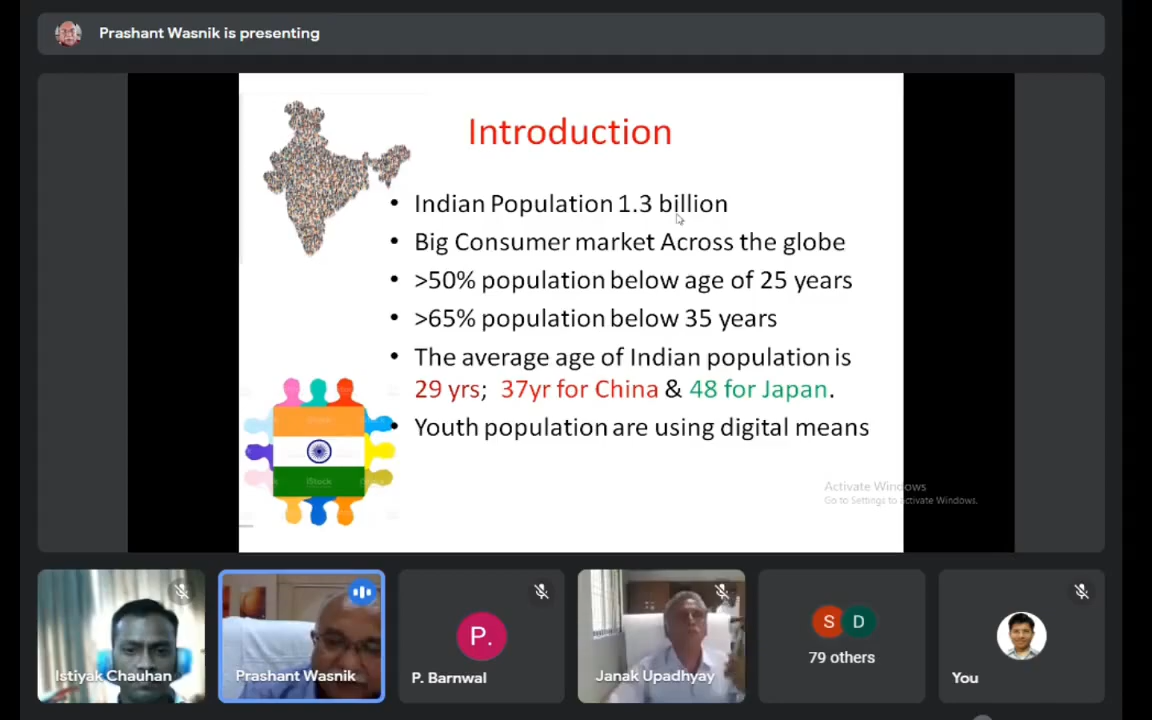 Prashant Wasnik is presenting
Introduction
• Indian Population 1.3 billion
• Big Consumer market Across the globe
• >50% population below age of 25 years
• >65% population below 35 years
• The average age of Indian population is
29 yrs; 37yr for China & 48 for Japan.
• Youth population are using digital means
iStock
Activate Windows
Go to Settings to activate Windows.
Istiyak Chauhan
Prashant Wasnik
P.
P. Barnwal
Janak Upadhyay
S D
79 others
You